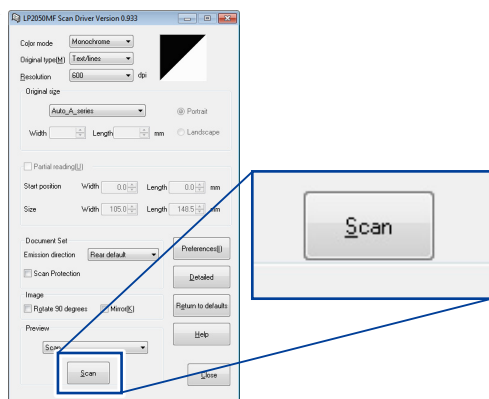 LP2050MF Scan Driver Version 0.933
Color mode Monochrome
Original type(M) Text/lines
Resolution 600 dpi
Original size
Auto_A_series Portrait
Width Length mm Landscape
Partial reading(U)
Start position Width 0.0 Length 0.0 mm
Size Width 105.0 Length 148.5 mm
Document Set
Emission direction Rear default Preferences(I)
Scan Protection Detailed
Image
Rotate 90 degrees Mirror(K) Return to defaults
Preview
Scan Help
Scan Close
Scan